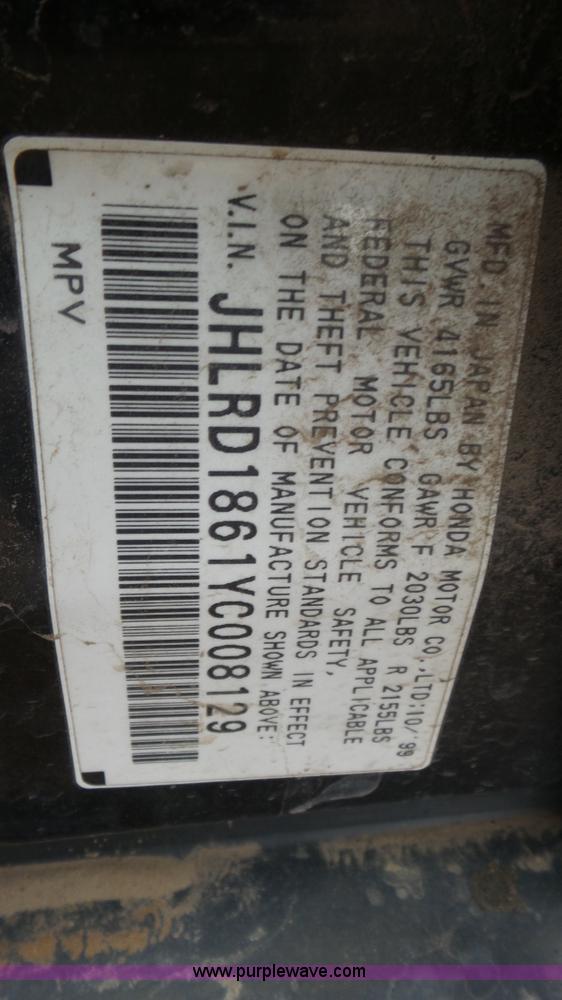 MFD. IN JAPAN BY HONDA MOTOR CO.,LTD;10/'99
GVWR 4165LBS GAWR F 2030LBS R 2155LBS
THIS VEHICLE CONFORMS TO ALL APPLICABLE
FEDERAL MOTOR VEHICLE SAFETY,
AND THEFT PREVENTION STANDARDS IN EFFECT
ON THE DATE OF MANUFACTURE SHOWN ABOVE:
V.I.N. JHLRD1861YC008129
MPV
www.purplewave.com